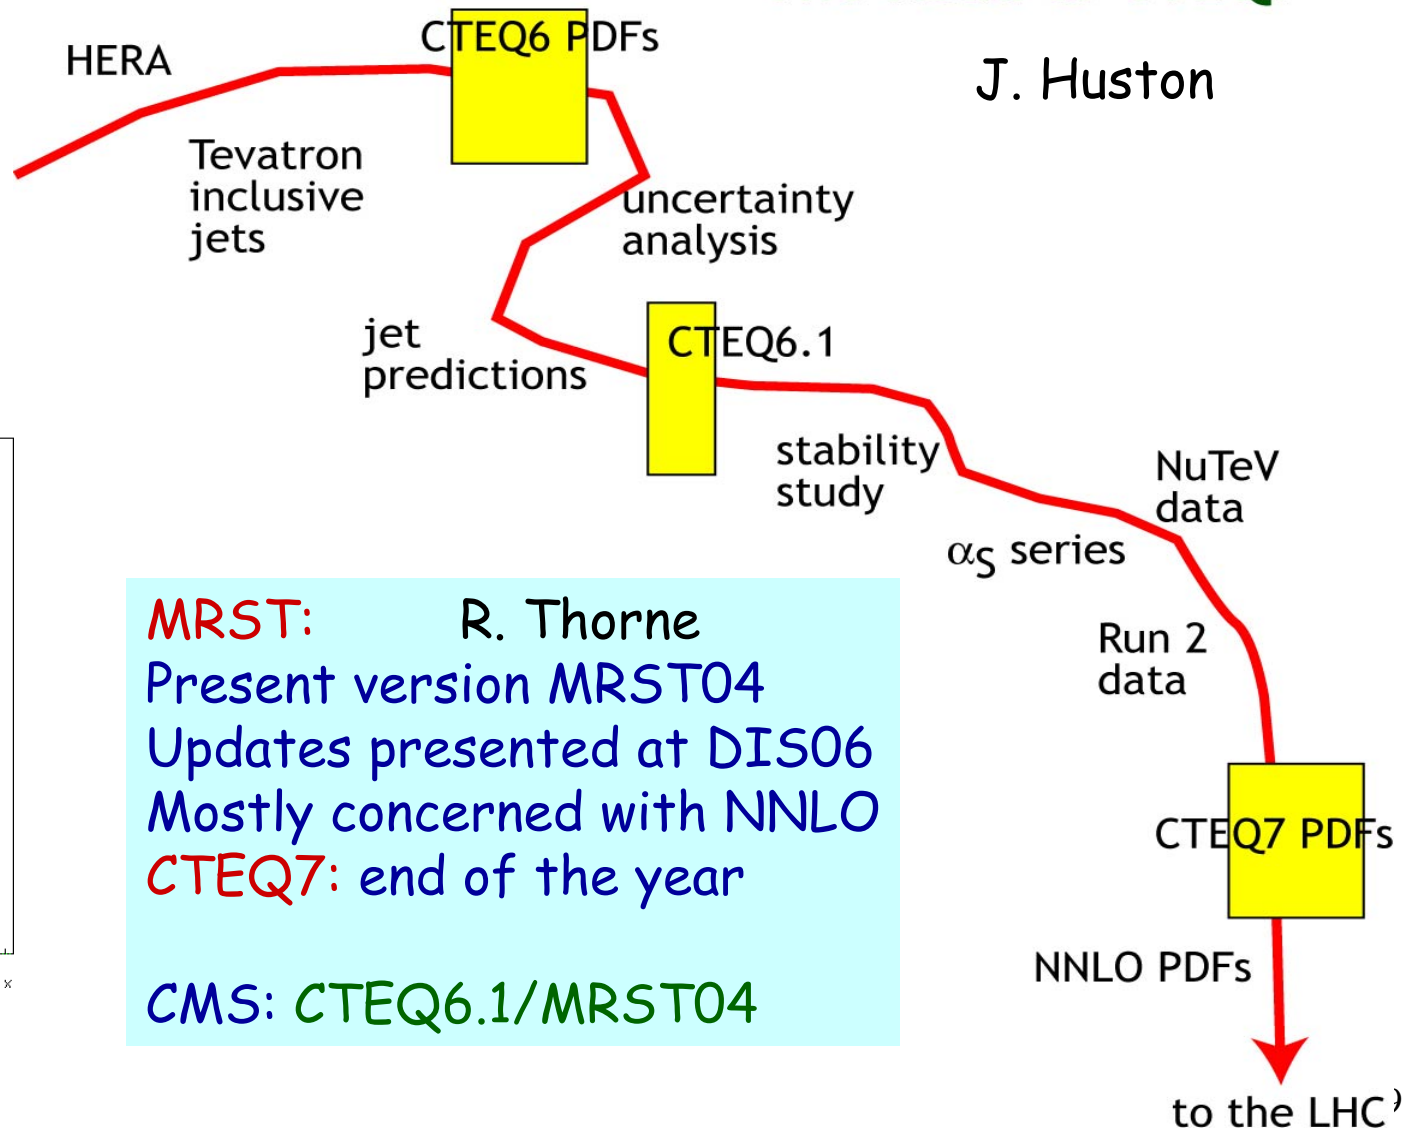 J. Huston
HERA
CTEQ6 PDFs
Tevatron
inclusive
jets
uncertainty
analysis
jet
predictions
CTEQ6.1
stability
study
NuTeV
data
αS series
Run 2
data
MRST: R. Thorne
Present version MRST04
Updates presented at DIS06
Mostly concerned with NNLO
CTEQ7: end of the year
CMS: CTEQ6.1/MRST04
CTEQ7 PDFs
NNLO PDFs
x
to the LHC